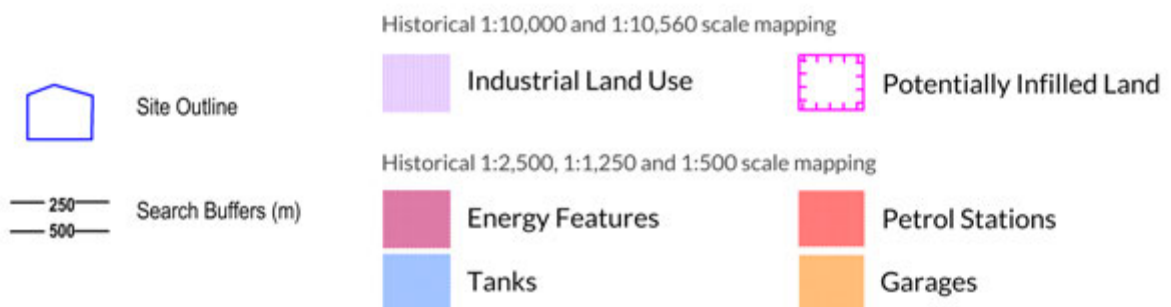 Historical 1:10,000 and 1:10,560 scale mapping
Industrial Land Use
Potentially Infilled Land
Site Outline
Historical 1:2,500, 1:1,250 and 1:500 scale mapping
250
500
Search Buffers (m)
Energy Features
Petrol Stations
Tanks
Garages